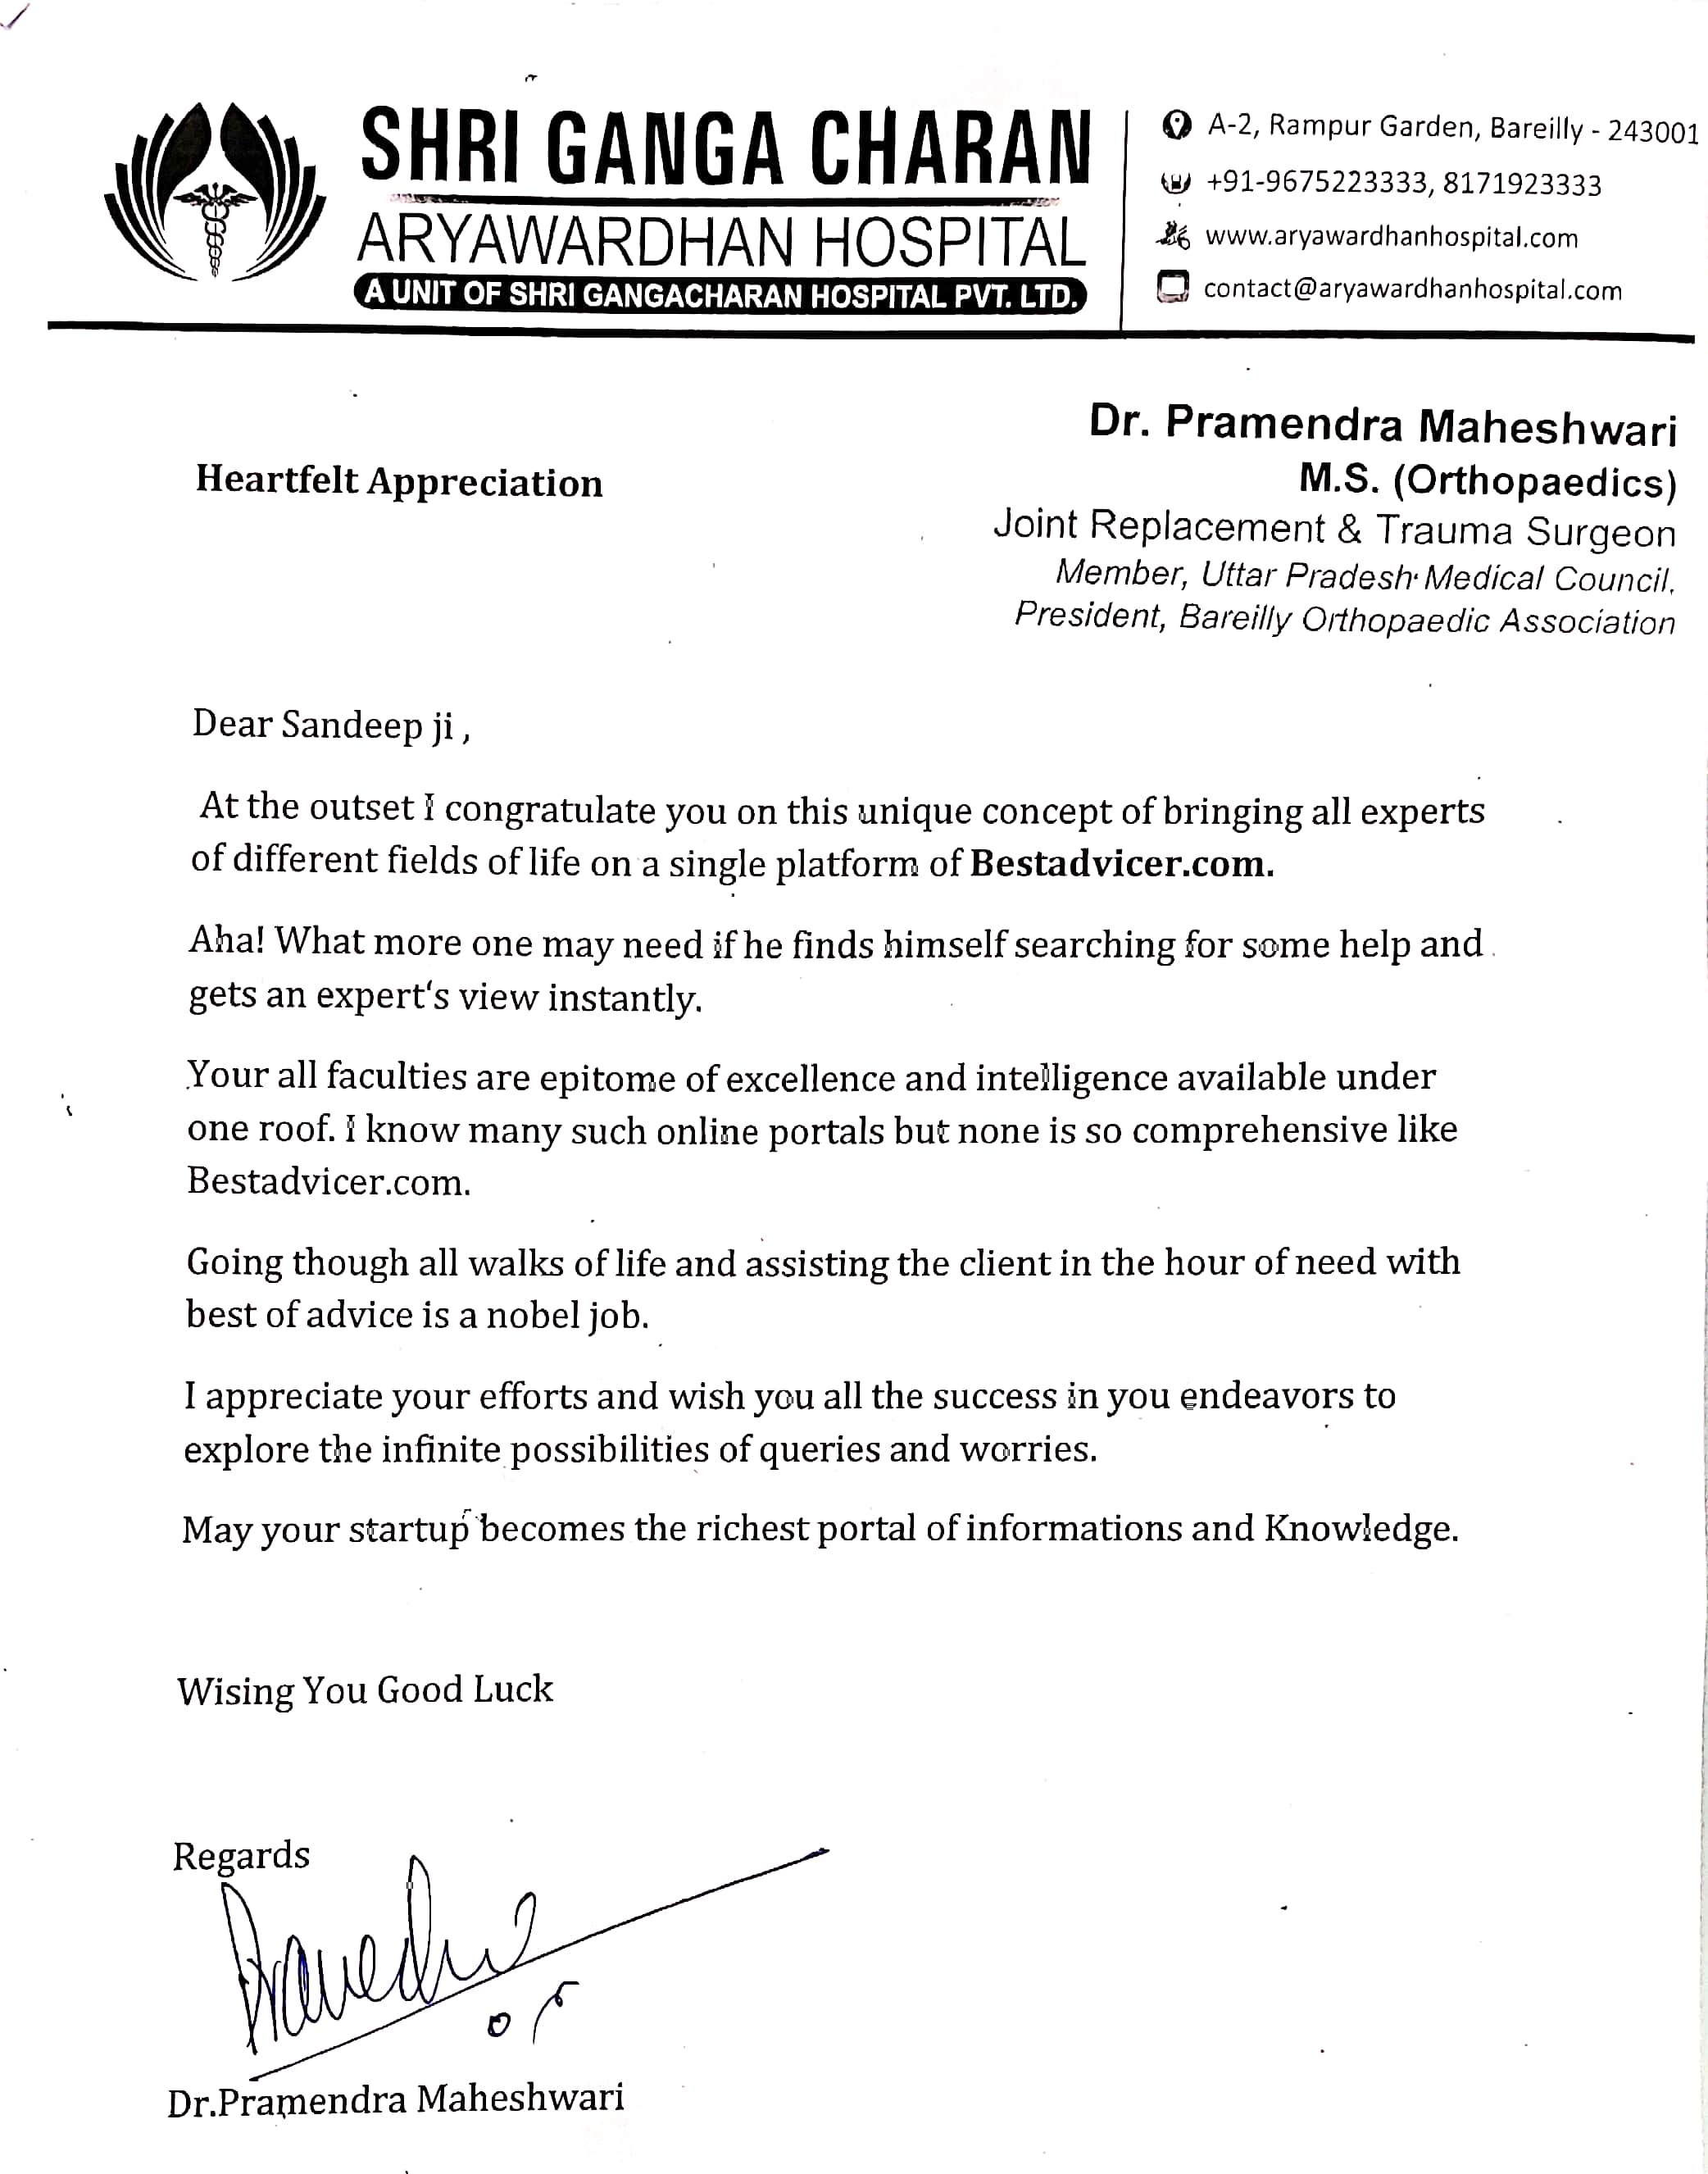 SHRI GANGA CHARAN
ARYAWARDHAN HOSPITAL
A UNIT OF SHRI GANGACHARAN HOSPITAL PVT. LTD.
A-2, Rampur Garden, Bareilly - 243001
+91-9675223333, 8171923333
www.aryawardhanhospital.com
contact@aryawardhanhospital.com
Dr. Pramendra Maheshwari
M.S. (Orthopaedics)
Joint Replacement & Trauma Surgeon
Member, Uttar Pradesh Medical Council,
President, Bareilly Orthopaedic Association
Heartfelt Appreciation
Dear Sandeep ji ,
At the outset I congratulate you on this unique concept of bringing all experts
of different fields of life on a single platform of Bestadvicer.com.
Aha! What more one may need if he finds himself searching for some help and
gets an expert's view instantly.
Your all faculties are epitome of excellence and intelligence available under
one roof. I know many such online portals but none is so comprehensive like
Bestadvicer.com.
Going though all walks of life and assisting the client in the hour of need with
best of advice is a nobel job.
I appreciate your efforts and wish you all the success in you endeavors to
explore the infinite possibilities of queries and worries.
May your startup becomes the richest portal of informations and Knowledge.
Wising You Good Luck
Regards
Dr.Pramendra Maheshwari